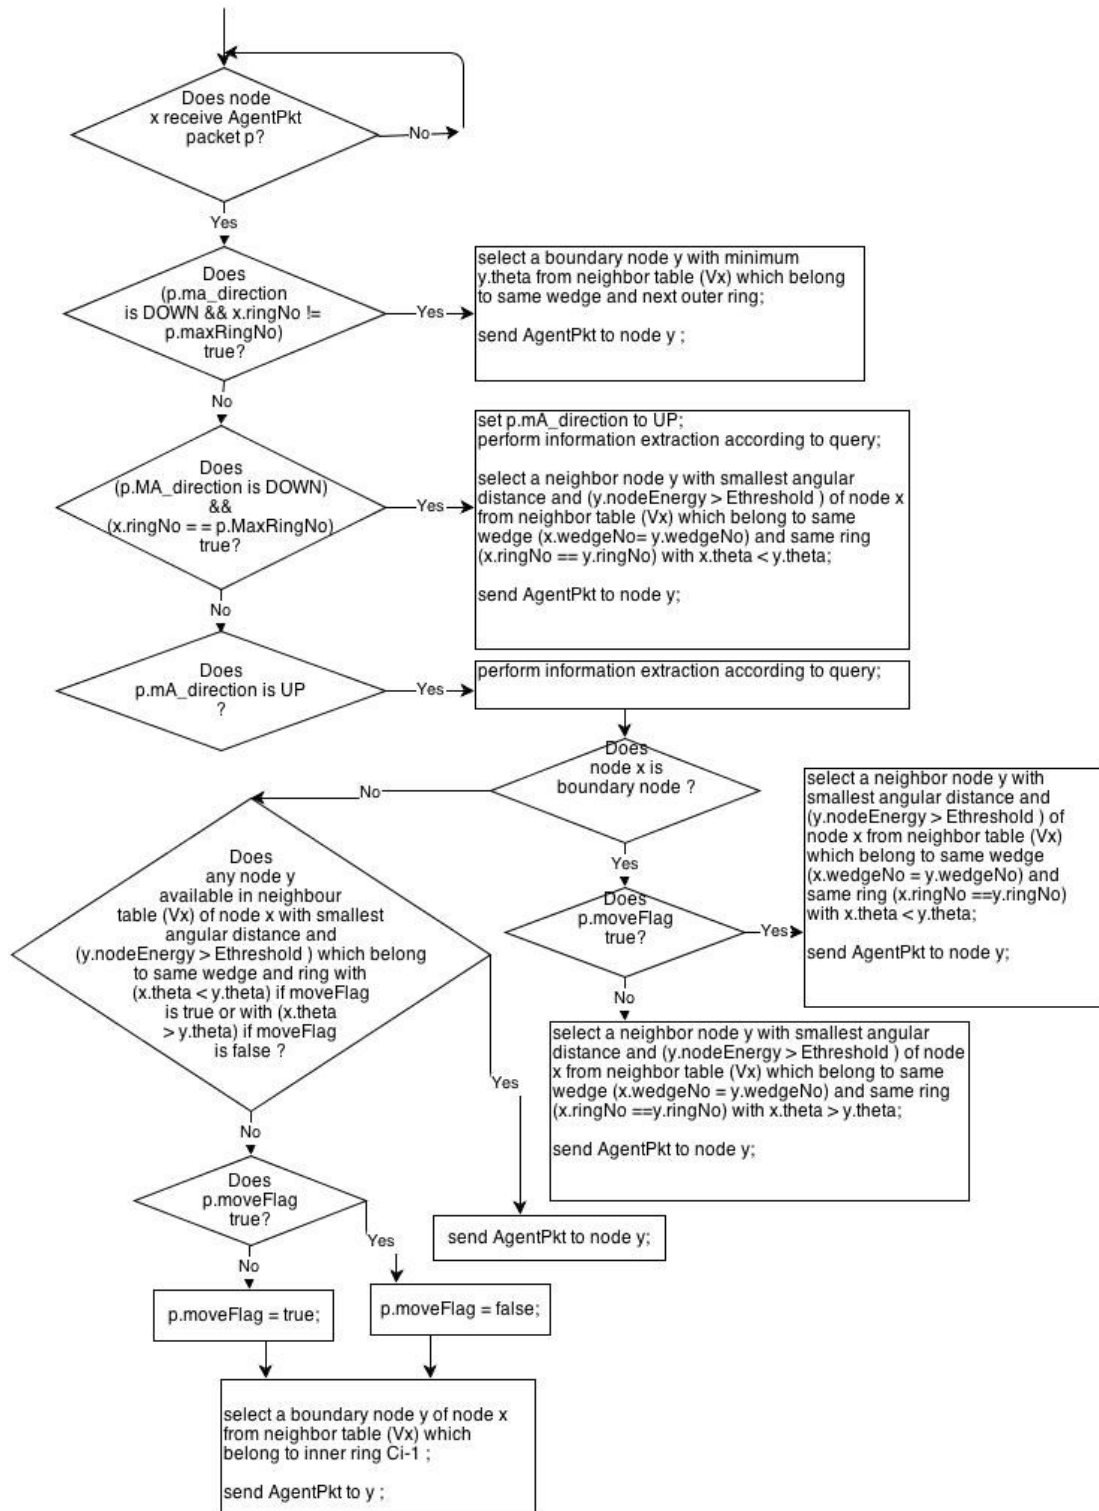 Does node
x receive AgentPkt
packet p?
No
Yes
Does
(p.ma_direction
is DOWN && x.ringNo !=
p.maxRingNo)
true?
Yes
select a boundary node y with minimum
y.theta from neighbor table (Vx) which belong
to same wedge and next outer ring;
send AgentPkt to node y ;
No
Does
(p.MA_direction is DOWN)
&&
(x.ringNo = = p.MaxRingNo)
true?
Yes
set p.mA_direction to UP;
perform information extraction according to query;
select a neighbor node y with smallest angular
distance and (y.nodeEnergy > Ethreshold ) of node x
from neighbor table (Vx) which belong to same
wedge (x.wedgeNo= y.wedgeNo) and same ring
(x.ringNo == y.ringNo) with x.theta < y.theta;
send AgentPkt to node y;
No
Does
p.mA_direction is UP
?
Yes
perform information extraction according to query;
Does
node x is
boundary node ?
No
Yes
Does
p.moveFlag
true?
Yes
select a neighbor node y with
smallest angular distance and
(y.nodeEnergy > Ethreshold ) of
node x from neighbor table (Vx)
which belong to same wedge
(x.wedgeNo = y.wedgeNo) and
same ring (x.ringNo ==y.ringNo)
with x.theta < y.theta;
send AgentPkt to node y;
No
select a neighbor node y with smallest angular
distance and (y.nodeEnergy > Ethreshold ) of node
x from neighbor table (Vx) which belong to same
wedge (x.wedgeNo = y.wedgeNo) and same ring
(x.ringNo ==y.ringNo) with x.theta > y.theta;
send AgentPkt to node y;
Does
any node y
available in neighbour
table (Vx) of node x with smallest
angular distance and
(y.nodeEnergy > Ethreshold ) which belong
to same wedge and ring with
(x.theta < y.theta) if moveFlag
is true or with (x.theta
> y.theta) if moveFlag
is false ?
Yes
send AgentPkt to node y;
No
Does
p.moveFlag
true?
Yes
No
p.moveFlag = true;
p.moveFlag = false;
select a boundary node y of node x
from neighbor table (Vx) which
belong to inner ring Ci-1 ;
send AgentPkt to y ;